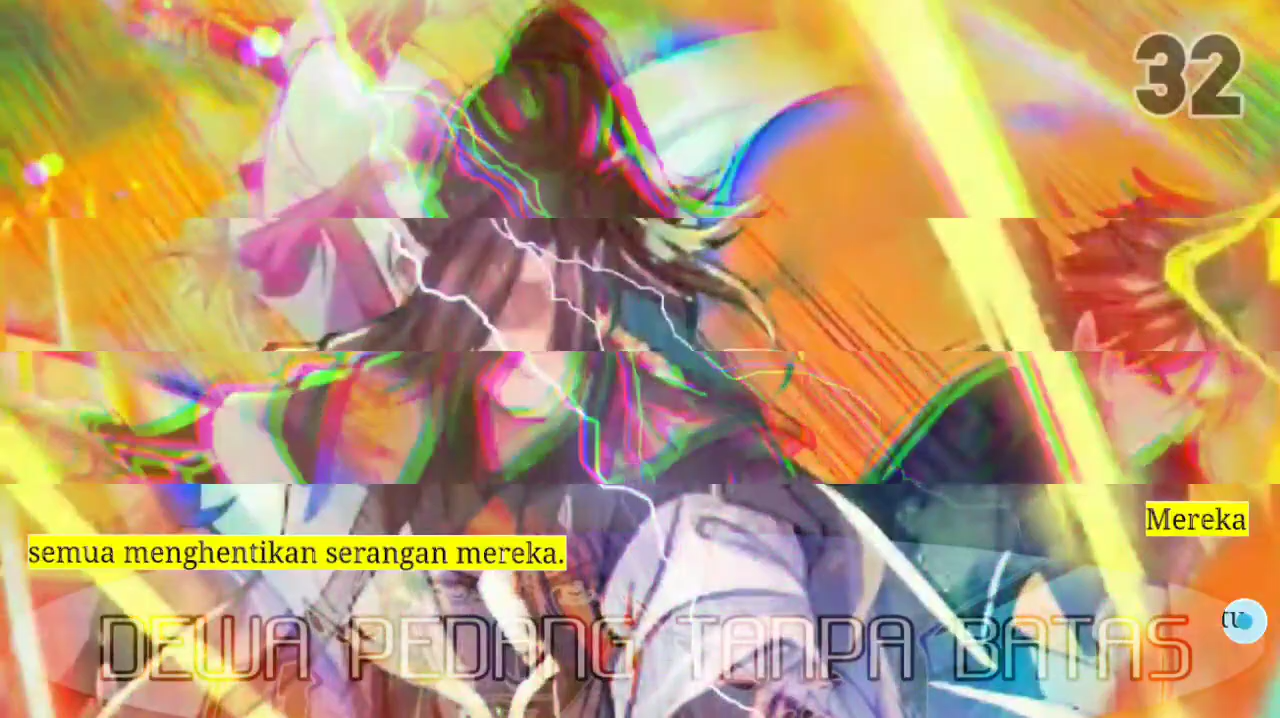 32
Mereka
semua menghentikan serangan mereka.
DEWA PEDANG TANPA BATAS